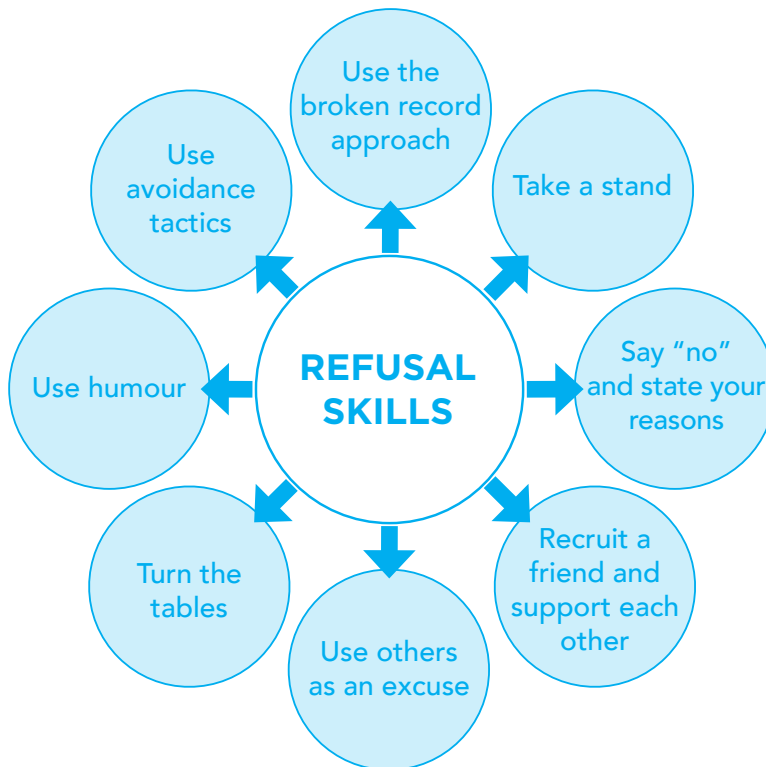 REFUSAL
SKILLS
Use the
broken record
approach
Take a stand
Say “no”
and state your
reasons
Recruit a
friend and
support each
other
Use others
as an excuse
Turn the
tables
Use humour
Use
avoidance
tactics